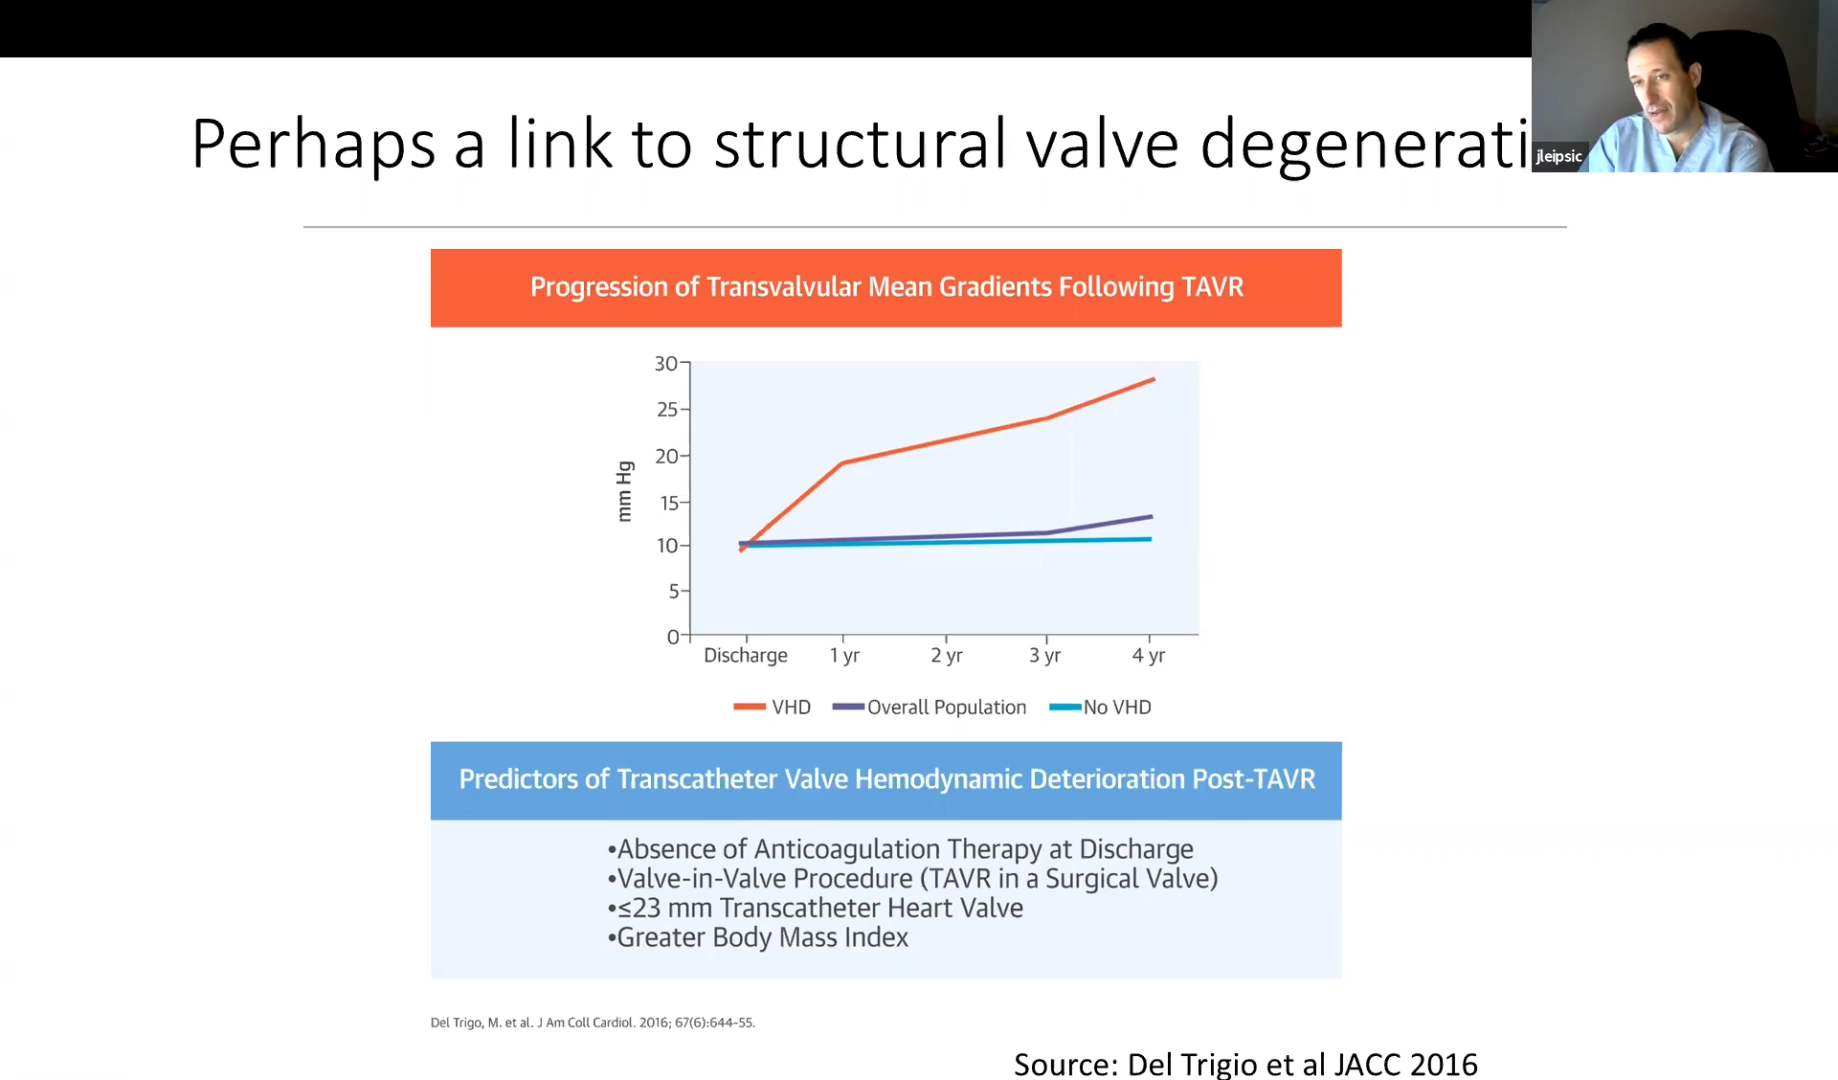 Perhaps a link to structural valve degenerati
jleipsic
Progression of Transvalvular Mean Gradients Following TAVR
30
25
20
15
10
5
0
mm Hg
Discharge 1 yr 2 yr 3 yr 4 yr
VHD Overall Population No VHD
Predictors of Transcatheter Valve Hemodynamic Deterioration Post-TAVR
•Absence of Anticoagulation Therapy at Discharge
•Valve-in-Valve Procedure (TAVR in a Surgical Valve)
•≤23 mm Transcatheter Heart Valve
•Greater Body Mass Index
Del Trigo, M. et al. J Am Coll Cardiol. 2016; 67(6):644-55.
Source: Del Trigio et al JACC 2016